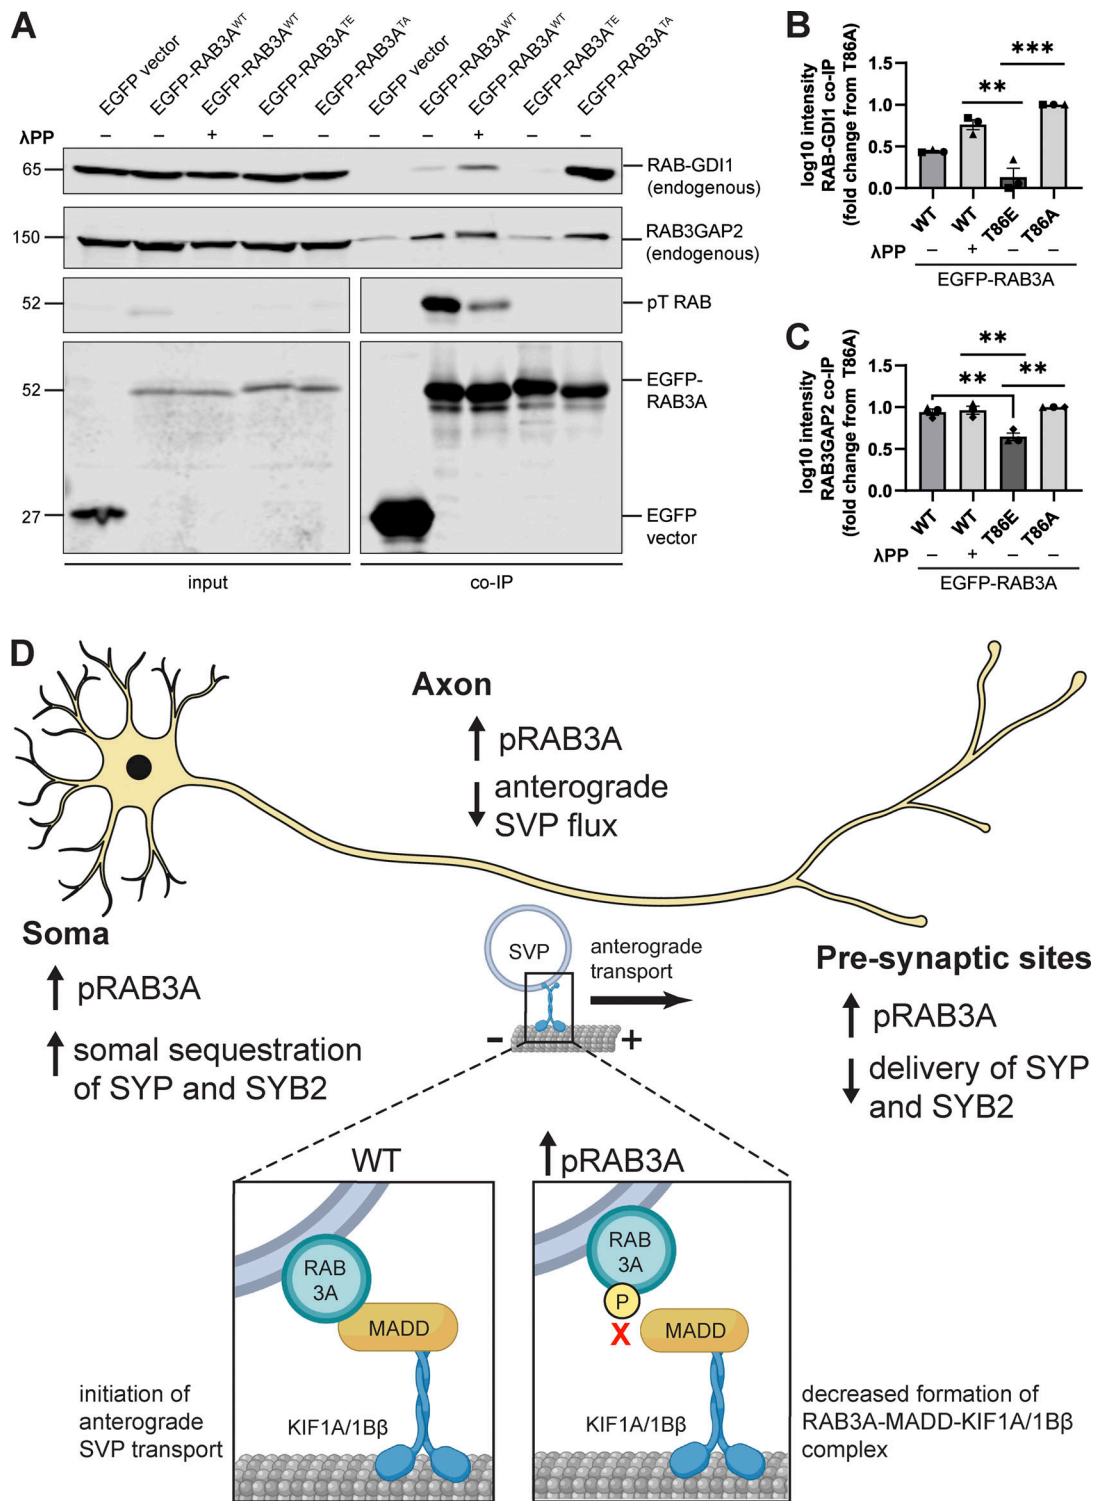 A
EGFP vector
EGFP-RAB3A^WT
EGFP-RAB3A^WT
EGFP-RAB3A^TE
EGFP-RAB3A^TA
EGFP vector
EGFP-RAB3A^WT
EGFP-RAB3A^WT
EGFP-RAB3A^TE
EGFP-RAB3A^TA
λPP – – + – – – – + – –
65
RAB-GDI1
(endogenous)
150
RAB3GAP2
(endogenous)
52
pT RAB
52
EGFP-
RAB3A
27
EGFP
vector
input
co-IP
B
log10 intensity
RAB-GDI1 co-IP
(fold change from T86A)
1.5
1.0
0.5
0.0
**
***
WT WT T86E T86A
λPP – + – –
EGFP-RAB3A
C
log10 intensity
RAB3GAP2 co-IP
(fold change from T86A)
1.5
1.0
0.5
0.0
**
**
**
WT WT T86E T86A
λPP – + – –
EGFP-RAB3A
D
Axon
↑ pRAB3A
↓ anterograde
SVP flux
Soma
↑ pRAB3A
↑ somal sequestration
of SYP and SYB2
SVP
anterograde
transport
– +
Pre-synaptic sites
↑ pRAB3A
↓ delivery of SYP
and SYB2
WT
RAB
3A
MADD
KIF1A/1Bβ
initiation of
anterograde
SVP transport
↑ pRAB3A
RAB
3A
P
X
MADD
KIF1A/1Bβ
decreased formation of
RAB3A-MADD-KIF1A/1Bβ
complex